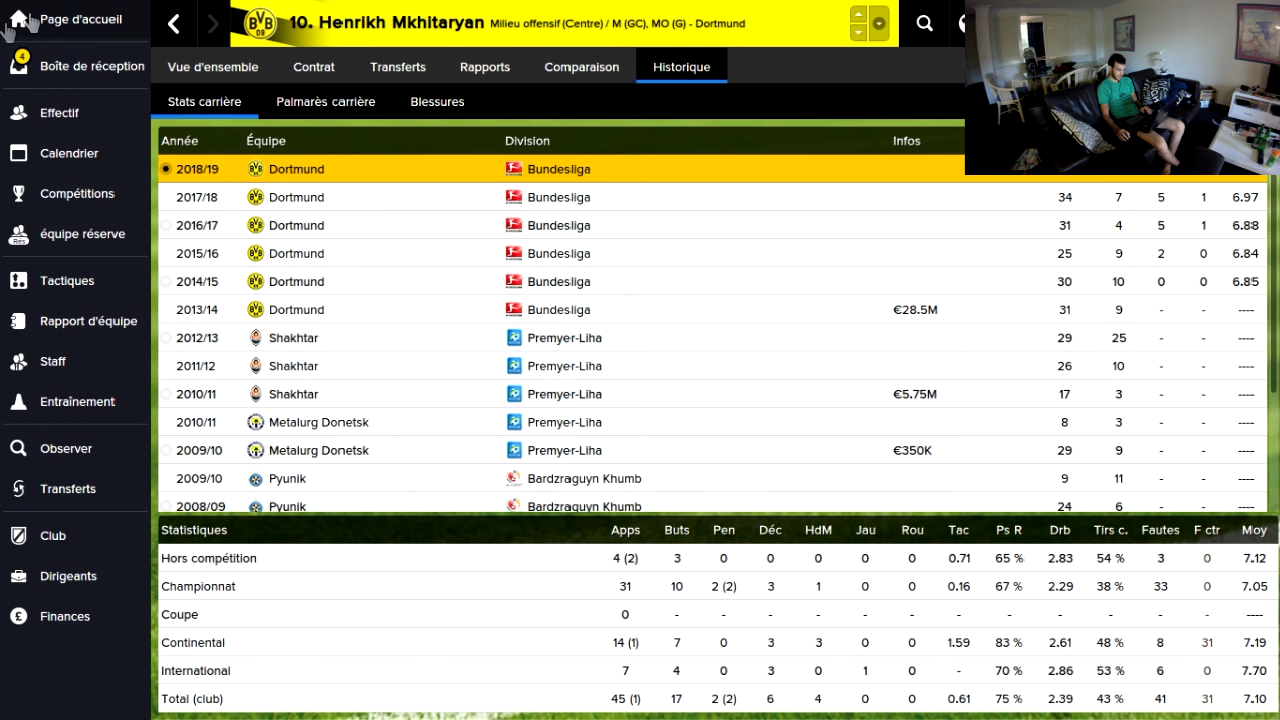 Page d'accueil
4
Boîte de réception
Effectif
Calendrier
Compétitions
Rés
équipe réserve
Tactiques
Rapport d'équipe
Staff
Entraînement
Observer
Transferts
Club
Dirigeants
Finances
BVB 09
10. Henrikh Mkhitaryan Milieu offensif (Centre) / M (GC), MO (G) - Dortmund
Vue d'ensemble Contrat Transferts Rapports Comparaison Historique
Stats carrière Palmarès carrière Blessures
Année Équipe Division Infos
2018/19 Dortmund Bundesliga
2017/18 Dortmund Bundesliga 34 7 5 1 6.97
2016/17 Dortmund Bundesliga 31 4 5 1 6.88
2015/16 Dortmund Bundesliga 25 9 2 0 6.84
2014/15 Dortmund Bundesliga 30 10 0 0 6.85
2013/14 Dortmund Bundesliga €28.5M 31 9 - - ----
2012/13 Shakhtar Premyer-Liha 29 25 - - ----
2011/12 Shakhtar Premyer-Liha 26 10 - - ----
2010/11 Shakhtar Premyer-Liha €5.75M 17 3 - - ----
2010/11 Metalurg Donetsk Premyer-Liha 8 3 - - ----
2009/10 Metalurg Donetsk Premyer-Liha €350K 29 9 - - ----
2009/10 Pyunik Bardzraguyn Khumb 9 11 - - ----
2008/09 Pyunik Bardzraguyn Khumb 24 6 - - ----
Statistiques Apps Buts Pen Déc HdM Jau Rou Tac Ps R Drb Tirs c. Fautes F ctr Moy
Hors compétition 4 (2) 3 0 0 0 0 0 0.71 65 % 2.83 54 % 3 0 7.12
Championnat 31 10 2 (2) 3 1 0 0 0.16 67 % 2.29 38 % 33 0 7.05
Coupe 0 - - - - - - - - - - - - ----
Continental 14 (1) 7 0 3 3 0 0 1.59 83 % 2.61 48 % 8 31 7.19
International 7 4 0 3 0 1 0 - 70 % 2.86 53 % 6 0 7.70
Total (club) 45 (1) 17 2 (2) 6 4 0 0 0.61 75 % 2.39 43 % 41 31 7.10